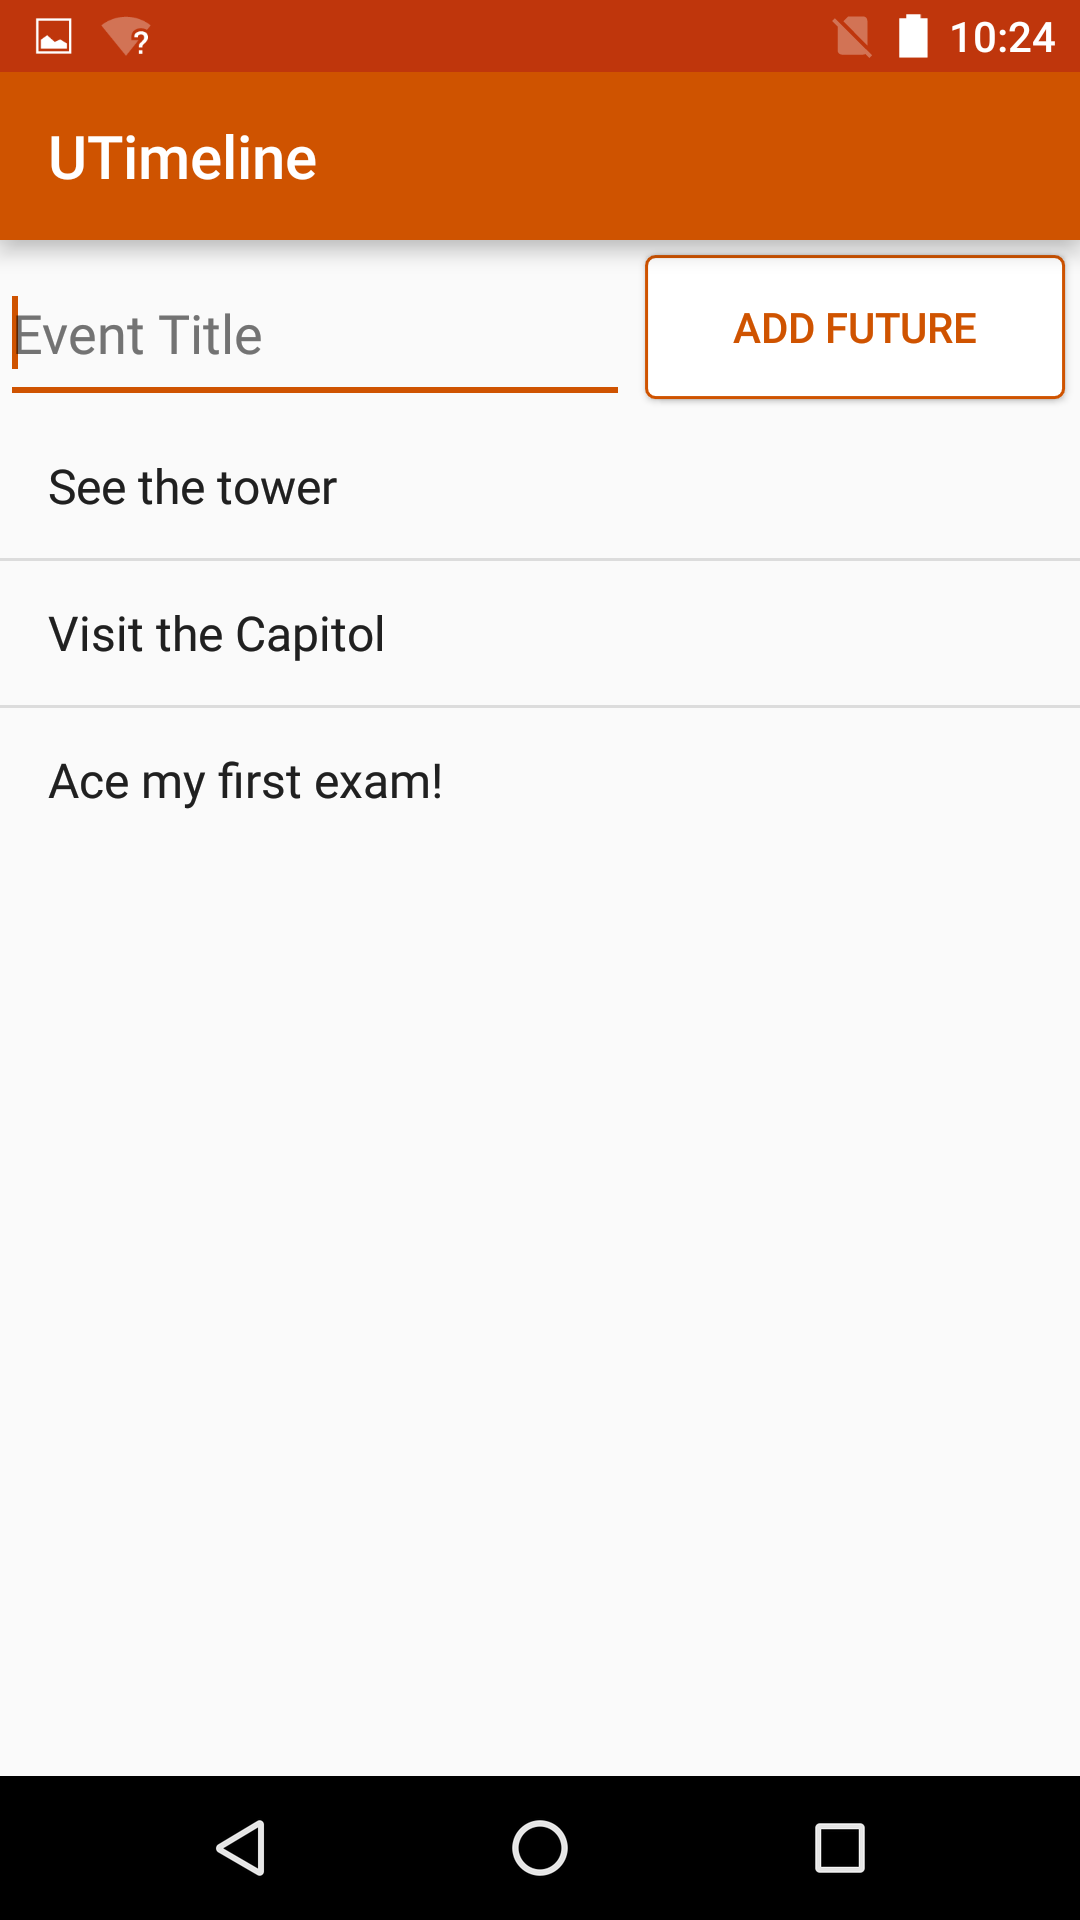 10:24
UTimeline
Event Title
ADD FUTURE
See the tower
Visit the Capitol
Ace my first exam!